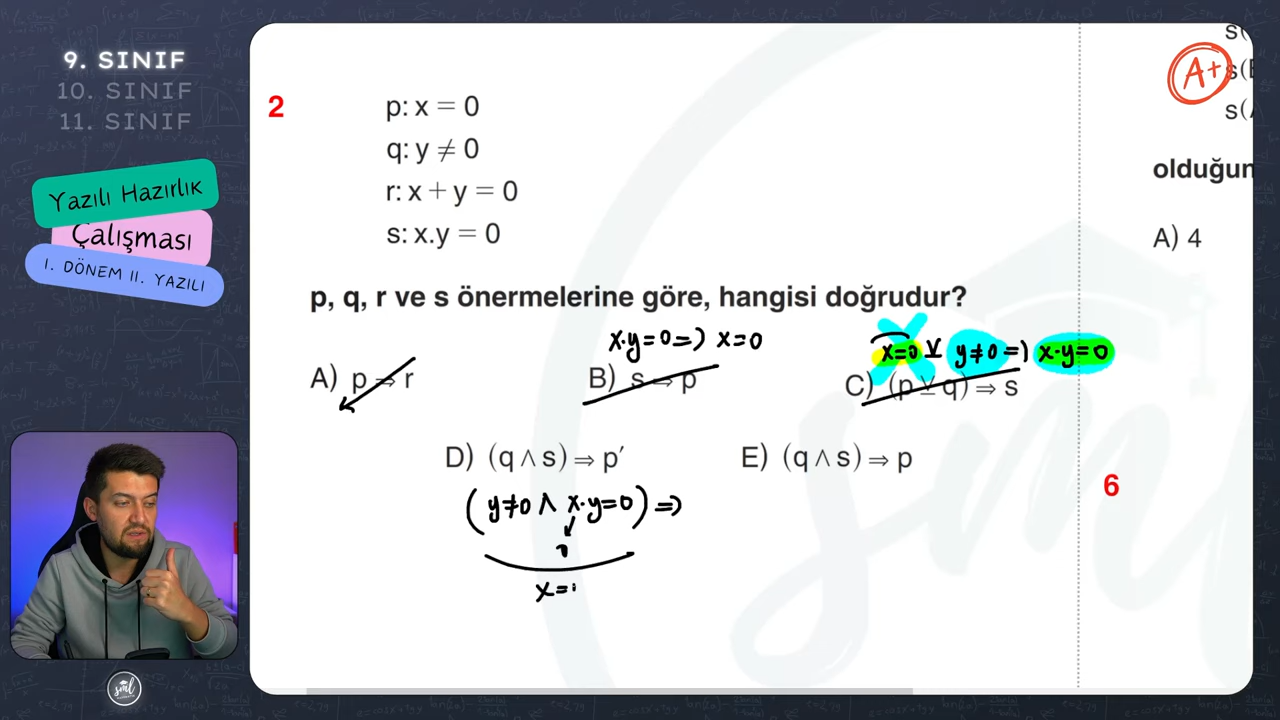 9. SINIF
10. SINIF
11. SINIF
Yazılı Hazırlık
Çalışması
I. DÖNEM II. YAZILI
sml
A+
2
p: x = 0
q: y ≠ 0
r: x + y = 0
s: x.y = 0
p, q, r ve s önermelerine göre, hangisi doğrudur?
x·y=0 ⇒ x=0
x=0 ⊻ y≠0 ⇒ x·y=0
A) p ⇒ r
B) s ⇒ p
C) (p ⊻ q) ⇒ s
D) (q ∧ s) ⇒ p′
E) (q ∧ s) ⇒ p
(y≠0 ∧ x·y=0) ⇒
x=
s(
s(
s(
olduğun
A) 4
6